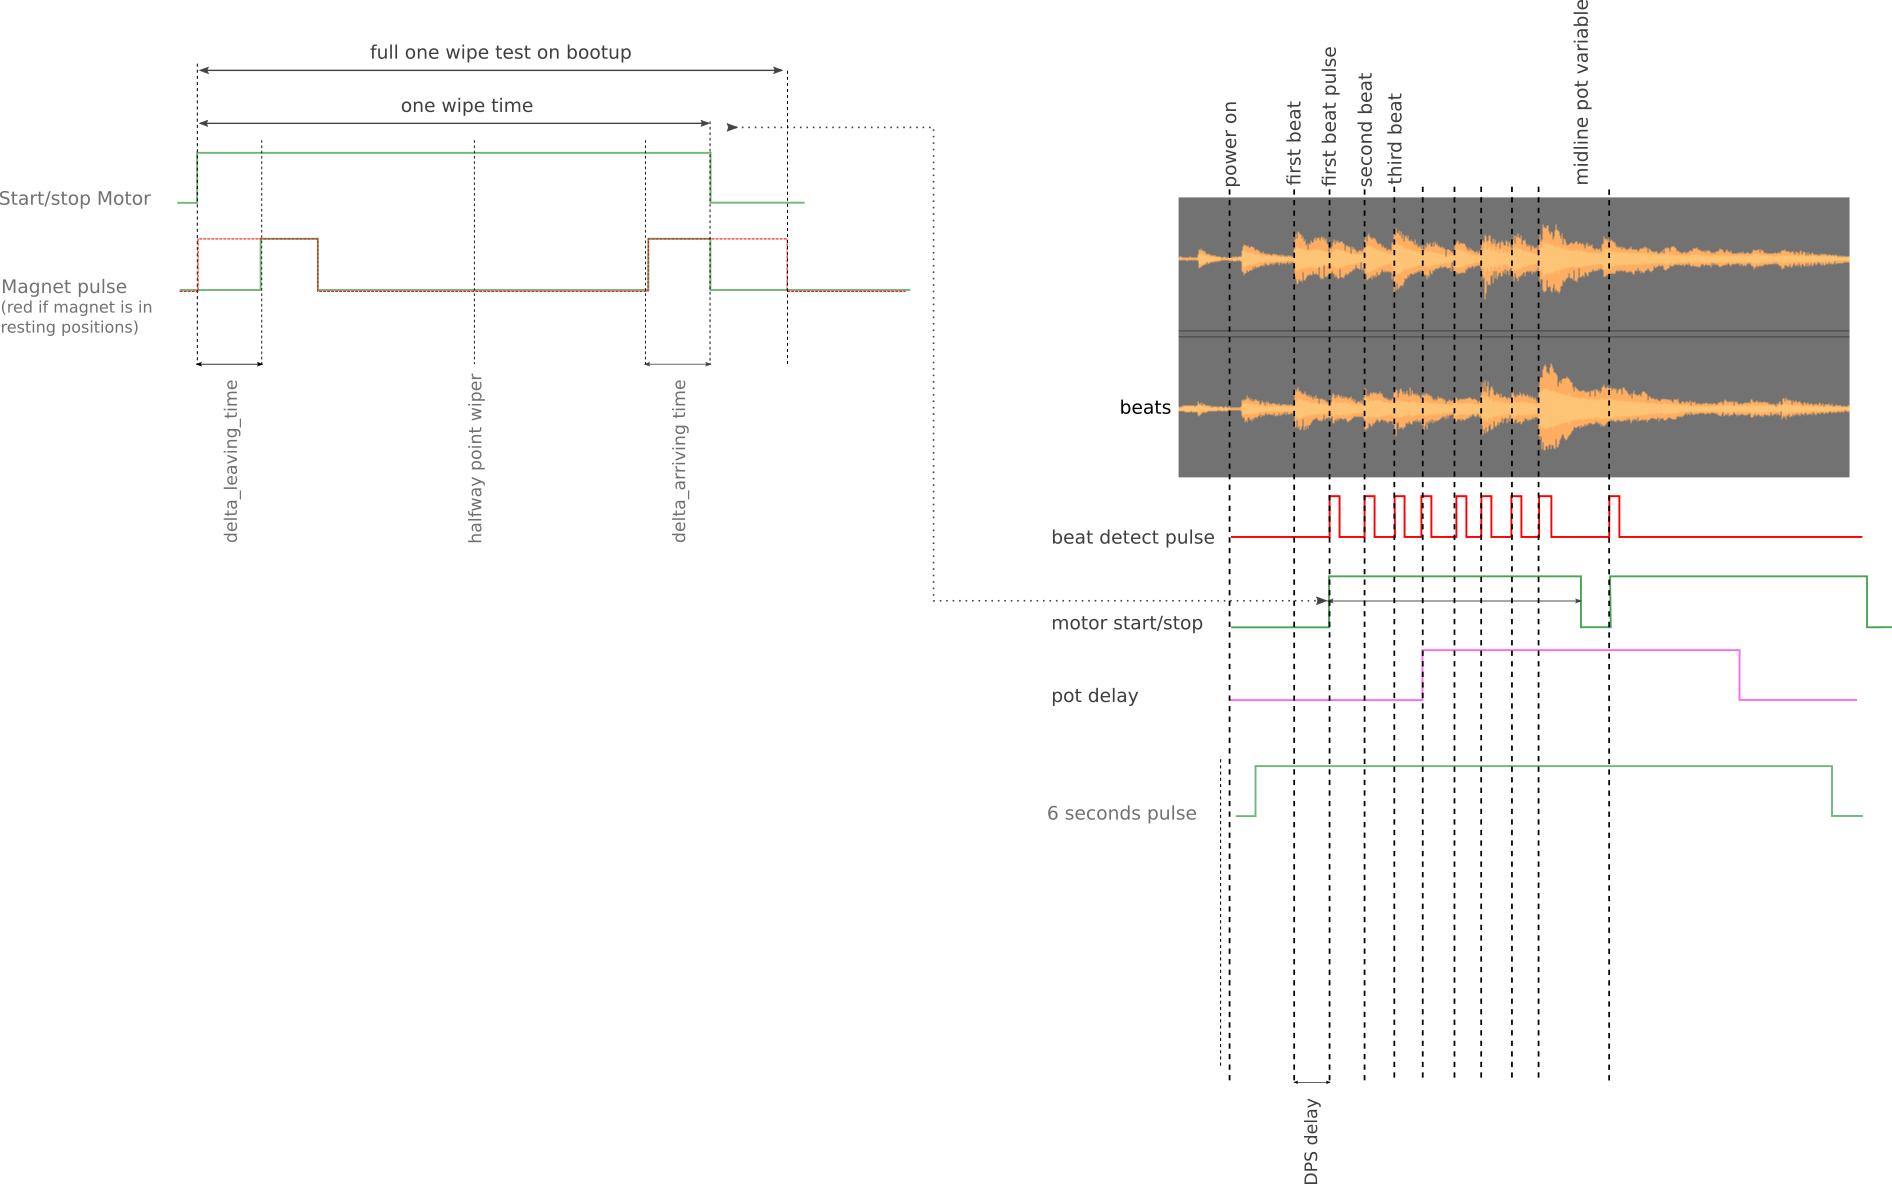 full one wipe test on bootup
one wipe time
Start/stop Motor
Magnet pulse
(red if magnet is in
resting positions)
delta_leaving_time
halfway point wiper
delta_arriving time
power on
first beat
first beat pulse
second beat
third beat
midline pot variable
beats
beat detect pulse
motor start/stop
pot delay
6 seconds pulse
DPS delay